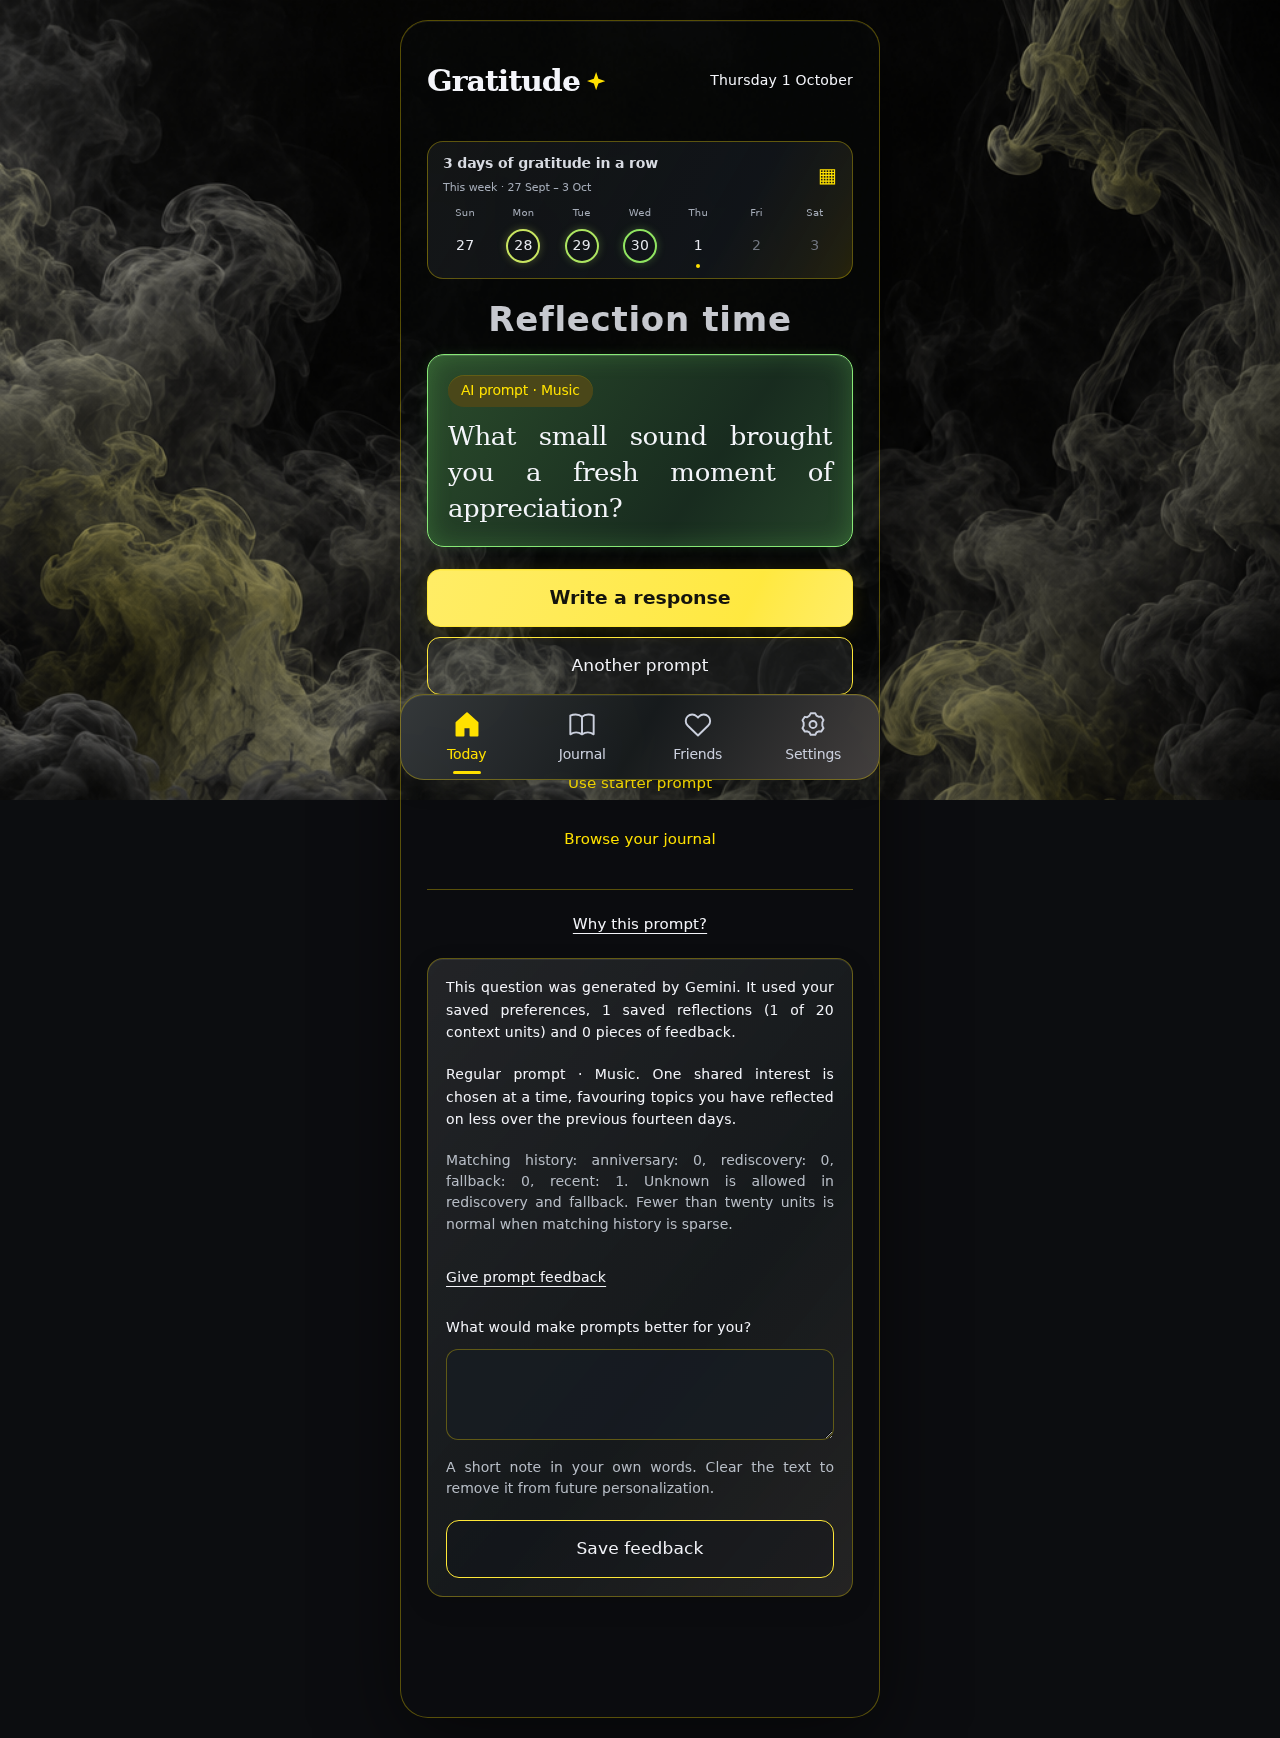 Gratitude
Thursday 1 October
3 days of gratitude in a row
This week · 27 Sept – 3 Oct
Sun Mon Tue Wed Thu Fri Sat
27 28 29 30 1 2 3
Reflection time
AI prompt · Music
What small sound brought
you a fresh moment of
appreciation?
Write a response
Another prompt
Today Journal Friends Settings
Use starter prompt
Browse your journal
Why this prompt?
This question was generated by Gemini. It used your
saved preferences, 1 saved reflections (1 of 20
context units) and 0 pieces of feedback.
Regular prompt · Music. One shared interest is
chosen at a time, favouring topics you have reflected
on less over the previous fourteen days.
Matching history: anniversary: 0, rediscovery: 0,
fallback: 0, recent: 1. Unknown is allowed in
rediscovery and fallback. Fewer than twenty units is
normal when matching history is sparse.
Give prompt feedback
What would make prompts better for you?
A short note in your own words. Clear the text to
remove it from future personalization.
Save feedback